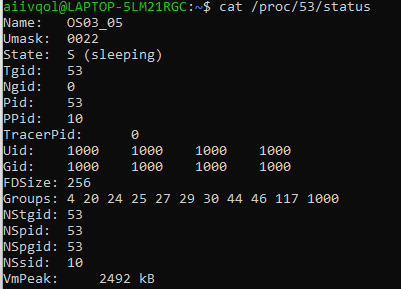 aiivqol@LAPTOP-5LM21RGC:~$ cat /proc/53/status
Name:   OS03_05
Umask:  0022
State:  S (sleeping)
Tgid:   53
Ngid:   0
Pid:    53
PPid:   10
TracerPid:      0
Uid:    1000    1000    1000    1000
Gid:    1000    1000    1000    1000
FDSize: 256
Groups: 4 20 24 25 27 29 30 44 46 117 1000
NStgid: 53
NSpid:  53
NSpgid: 53
NSsid:  10
VmPeak:     2492 kB